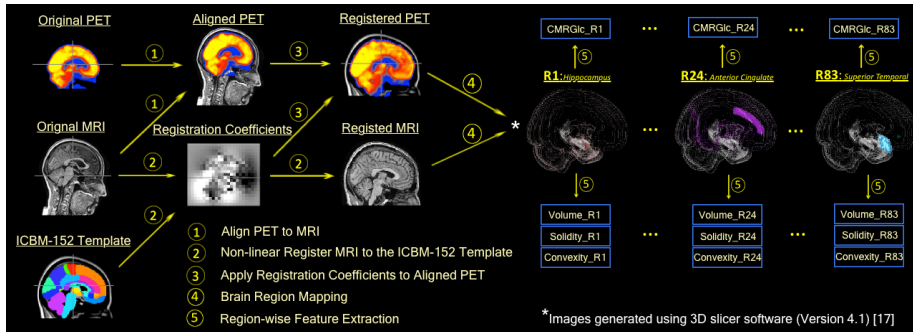 Original PET
Aligned PET
Registered PET
1
3
1
3
4
Orignal MRI
Registration Coefficients
Registed MRI
4
2
2
2
ICBM-152 Template
1 Align PET to MRI
2 Non-linear Register MRI to the ICBM-152 Template
3 Apply Registration Coefficients to Aligned PET
4 Brain Region Mapping
5 Region-wise Feature Extraction
CMRGlc_R1 ... CMRGlc_R24 ... CMRGlc_R83
5 5 5
R1:Hippocampus R24:Anterior Cingulate R83:Superior Temporal
* ... ...
5 5 5
Volume_R1 Volume_R24 Volume_R83
Solidity_R1 ... Solidity_R24 ... Solidity_R83
Convexity_R1 Convexity_R24 Convexity_R83
*Images generated using 3D slicer software (Version 4.1) [17]